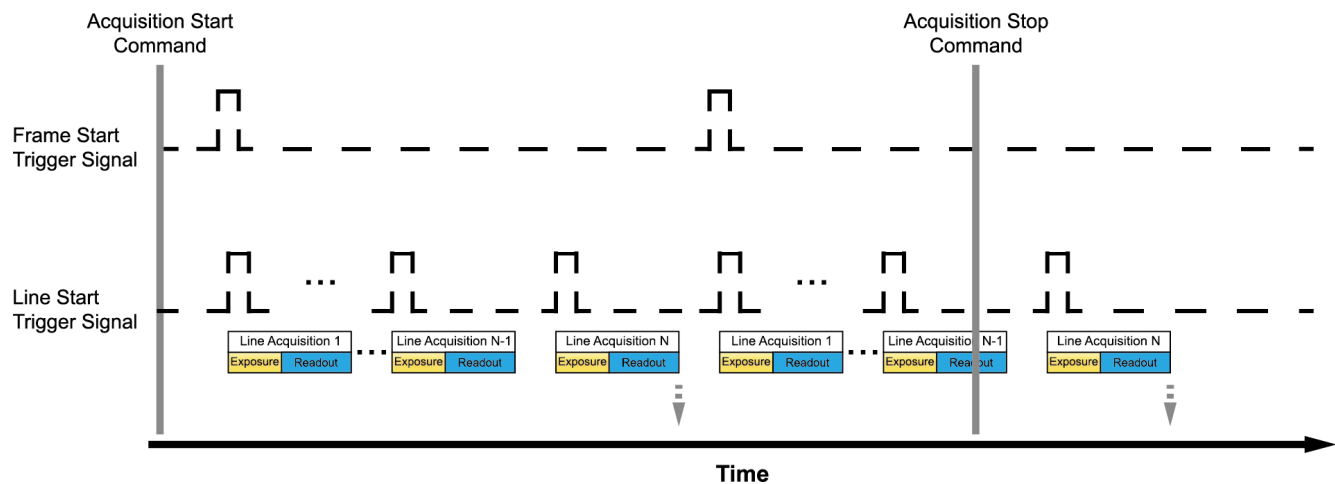 Acquisition Start
Command
Acquisition Stop
Command
Frame Start
Trigger Signal
...
...
Line Start
Trigger Signal
Line Acquisition 1
...
Line Acquisition N-1
Line Acquisition N
Line Acquisition 1
...
Line Acquisition N-1
Line Acquisition N
Exposure
Readout
Exposure
Readout
Exposure
Readout
Exposure
Readout
Exposure
Readout
Exposure
Readout
Time